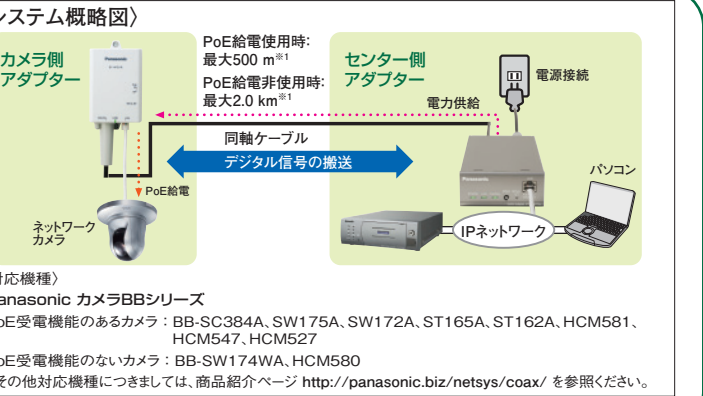 システム概略図〉
カメラ側
アダプター
PoE給電使用時:
最大500 m※1
PoE給電非使用時:
最大2.0 km※1
センター側
アダプター
電源接続
電力供給
同軸ケーブル
デジタル信号の搬送
パソコン
PoE給電
ネットワーク
カメラ
IPネットワーク
Panasonic
Panasonic
対応機種〉
Panasonic カメラBBシリーズ
PoE受電機能のあるカメラ：BB-SC384A、SW175A、SW172A、ST165A、ST162A、HCM581、
HCM547、HCM527
PoE受電機能のないカメラ：BB-SW174WA、HCM580
その他対応機種につきましては、商品紹介ページ http://panasonic.biz/netsys/coax/ を参照ください。